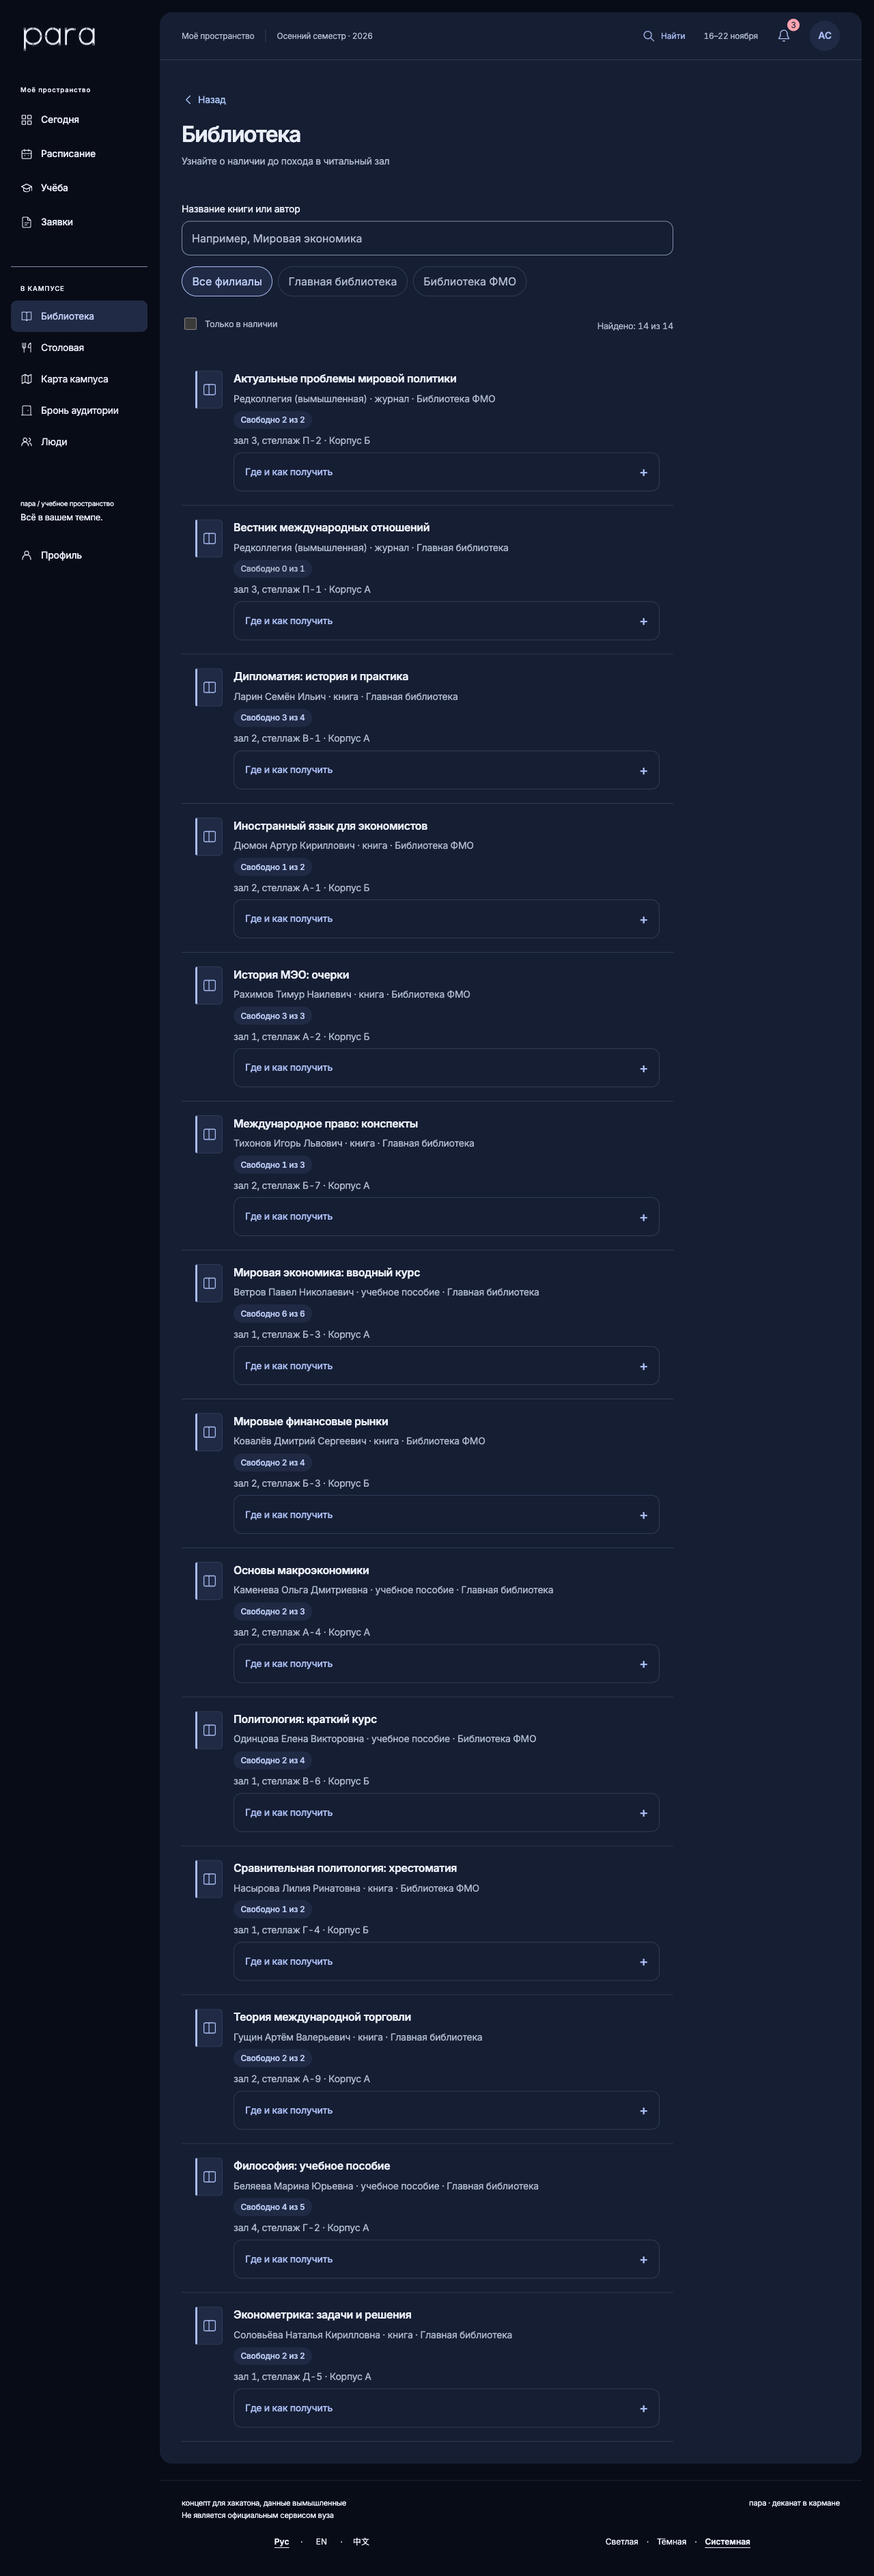 para
Моё пространство
Сегодня
Расписание
Учёба
Заявки
В КАМПУСЕ
Библиотека
Столовая
Карта кампуса
Бронь аудитории
Люди
пара / учебное пространство
Всё в вашем темпе.
Профиль
Моё пространство Осенний семестр · 2026 Найти 16–22 ноября 3 АС
Назад
Библиотека
Узнайте о наличии до похода в читальный зал
Название книги или автор
Например, Мировая экономика
Все филиалы Главная библиотека Библиотека ФМО
Только в наличии Найдено: 14 из 14
Актуальные проблемы мировой политики
Редколлегия (вымышленная) · журнал · Библиотека ФМО
Свободно 2 из 2
зал 3, стеллаж П-2 · Корпус Б
Где и как получить +
Вестник международных отношений
Редколлегия (вымышленная) · журнал · Главная библиотека
Свободно 0 из 1
зал 3, стеллаж П-1 · Корпус А
Где и как получить +
Дипломатия: история и практика
Ларин Семён Ильич · книга · Главная библиотека
Свободно 3 из 4
зал 2, стеллаж В-1 · Корпус А
Где и как получить +
Иностранный язык для экономистов
Дюмон Артур Кириллович · книга · Библиотека ФМО
Свободно 1 из 2
зал 2, стеллаж А-1 · Корпус Б
Где и как получить +
История МЭО: очерки
Рахимов Тимур Наилевич · книга · Библиотека ФМО
Свободно 3 из 3
зал 1, стеллаж А-2 · Корпус Б
Где и как получить +
Международное право: конспекты
Тихонов Игорь Львович · книга · Главная библиотека
Свободно 1 из 3
зал 2, стеллаж Б-7 · Корпус А
Где и как получить +
Мировая экономика: вводный курс
Ветров Павел Николаевич · учебное пособие · Главная библиотека
Свободно 6 из 6
зал 1, стеллаж Б-3 · Корпус А
Где и как получить +
Мировые финансовые рынки
Ковалёв Дмитрий Сергеевич · книга · Библиотека ФМО
Свободно 2 из 4
зал 2, стеллаж Б-3 · Корпус Б
Где и как получить +
Основы макроэкономики
Каменева Ольга Дмитриевна · учебное пособие · Главная библиотека
Свободно 2 из 3
зал 2, стеллаж А-4 · Корпус А
Где и как получить +
Политология: краткий курс
Одинцова Елена Викторовна · учебное пособие · Библиотека ФМО
Свободно 2 из 4
зал 1, стеллаж В-6 · Корпус Б
Где и как получить +
Сравнительная политология: хрестоматия
Насырова Лилия Ринатовна · книга · Библиотека ФМО
Свободно 1 из 2
зал 1, стеллаж Г-4 · Корпус Б
Где и как получить +
Теория международной торговли
Гущин Артём Валерьевич · книга · Главная библиотека
Свободно 2 из 2
зал 2, стеллаж А-9 · Корпус А
Где и как получить +
Философия: учебное пособие
Беляева Марина Юрьевна · учебное пособие · Главная библиотека
Свободно 4 из 5
зал 4, стеллаж Г-2 · Корпус А
Где и как получить +
Эконометрика: задачи и решения
Соловьёва Наталья Кирилловна · книга · Главная библиотека
Свободно 2 из 2
зал 1, стеллаж Д-5 · Корпус А
Где и как получить +
концепт для хакатона, данные вымышленные
Не является официальным сервисом вуза
пара · деканат в кармане
Рус · EN · 中文
Светлая · Тёмная · Системная